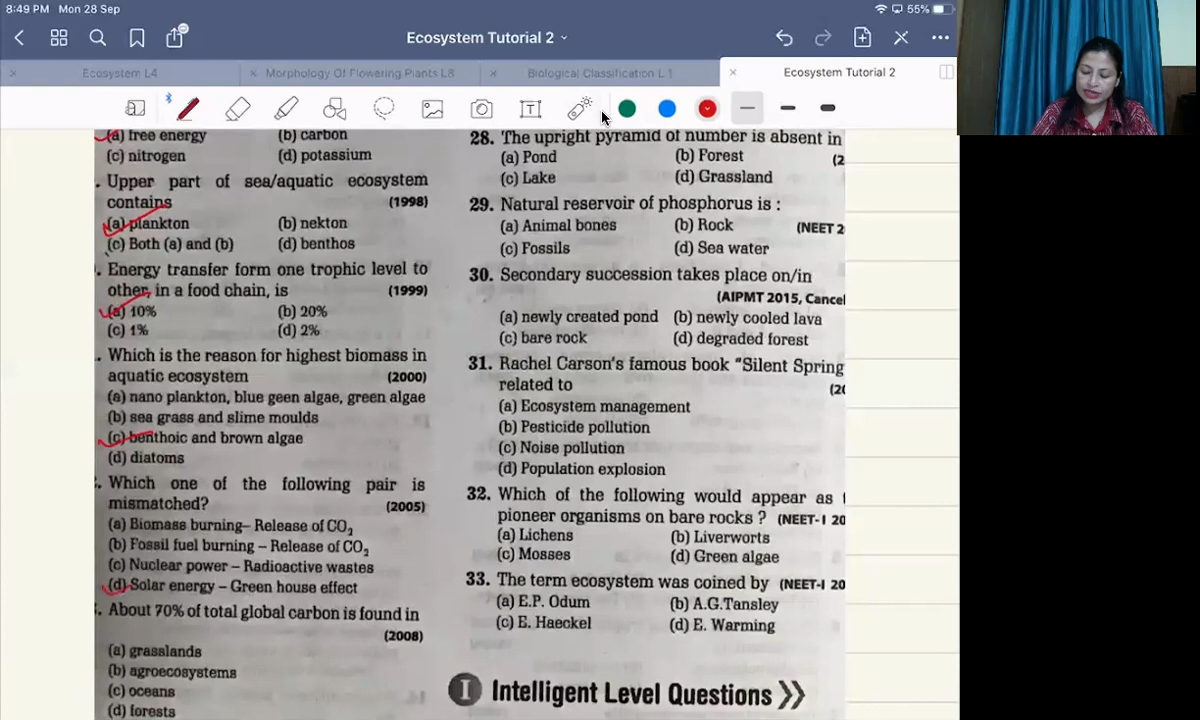 8:49 PM Mon 28 Sep
55%
Ecosystem Tutorial 2
Ecosystem L4
Morphology Of Flowering Plants L8
Biological Classification L 1
Ecosystem Tutorial 2
(a) free energy (b) carbon
(c) nitrogen (d) potassium
. Upper part of sea/aquatic ecosystem
contains (1998)
(a) plankton (b) nekton
(c) Both (a) and (b) (d) benthos
. Energy transfer form one trophic level to
other, in a food chain, is (1999)
(a) 10% (b) 20%
(c) 1% (d) 2%
. Which is the reason for highest biomass in
aquatic ecosystem (2000)
(a) nano plankton, blue geen algae, green algae
(b) sea grass and slime moulds
(c) benthoic and brown algae
(d) diatoms
. Which one of the following pair is
mismatched? (2005)
(a) Biomass burning– Release of CO₂
(b) Fossil fuel burning – Release of CO₂
(c) Nuclear power – Radioactive wastes
(d) Solar energy – Green house effect
. About 70% of total global carbon is found in
(2008)
(a) grasslands
(b) agroecosystems
(c) oceans
(d) forests
28. The upright pyramid of number is absent in
(a) Pond (b) Forest (2
(c) Lake (d) Grassland
29. Natural reservoir of phosphorus is :
(a) Animal bones (b) Rock (NEET 2
(c) Fossils (d) Sea water
30. Secondary succession takes place on/in
(AIPMT 2015, Cancel
(a) newly created pond (b) newly cooled lava
(c) bare rock (d) degraded forest
31. Rachel Carson's famous book "Silent Spring
related to (20
(a) Ecosystem management
(b) Pesticide pollution
(c) Noise pollution
(d) Population explosion
32. Which of the following would appear as
pioneer organisms on bare rocks ? (NEET-I 20
(a) Lichens (b) Liverworts
(c) Mosses (d) Green algae
33. The term ecosystem was coined by (NEET-I 20
(a) E.P. Odum (b) A.G.Tansley
(c) E. Haeckel (d) E. Warming
I Intelligent Level Questions